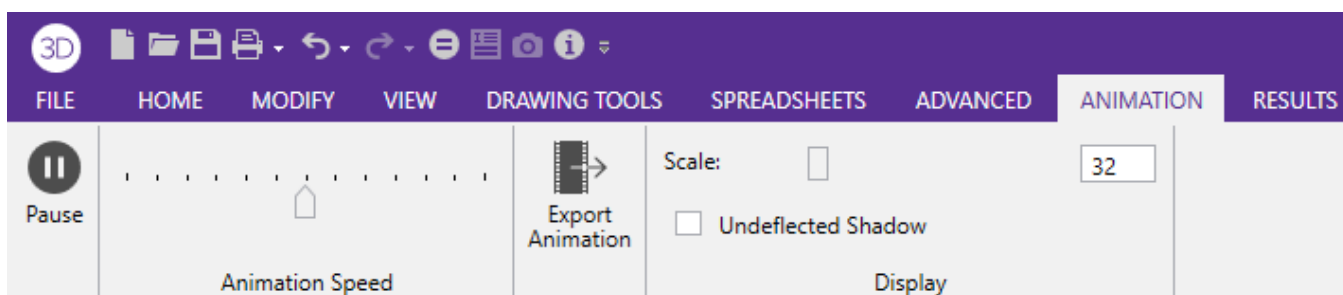 3D
FILE HOME MODIFY VIEW DRAWING TOOLS SPREADSHEETS ADVANCED ANIMATION RESULTS
Pause
Export
Animation
Animation Speed
Scale: 32
Undeflected Shadow
Display